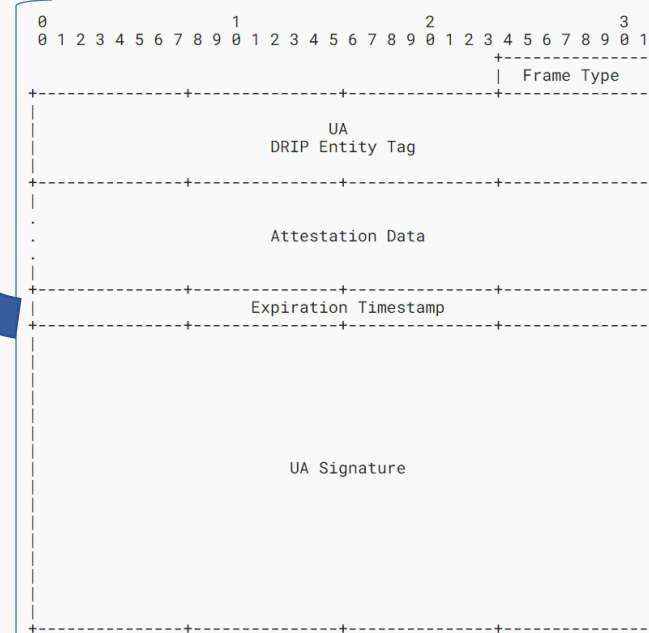 0                   1                   2                   3
0 1 2 3 4 5 6 7 8 9 0 1 2 3 4 5 6 7 8 9 0 1 2 3 4 5 6 7 8 9 0 1
Frame Type
UA
DRIP Entity Tag
Attestation Data
Expiration Timestamp
UA Signature